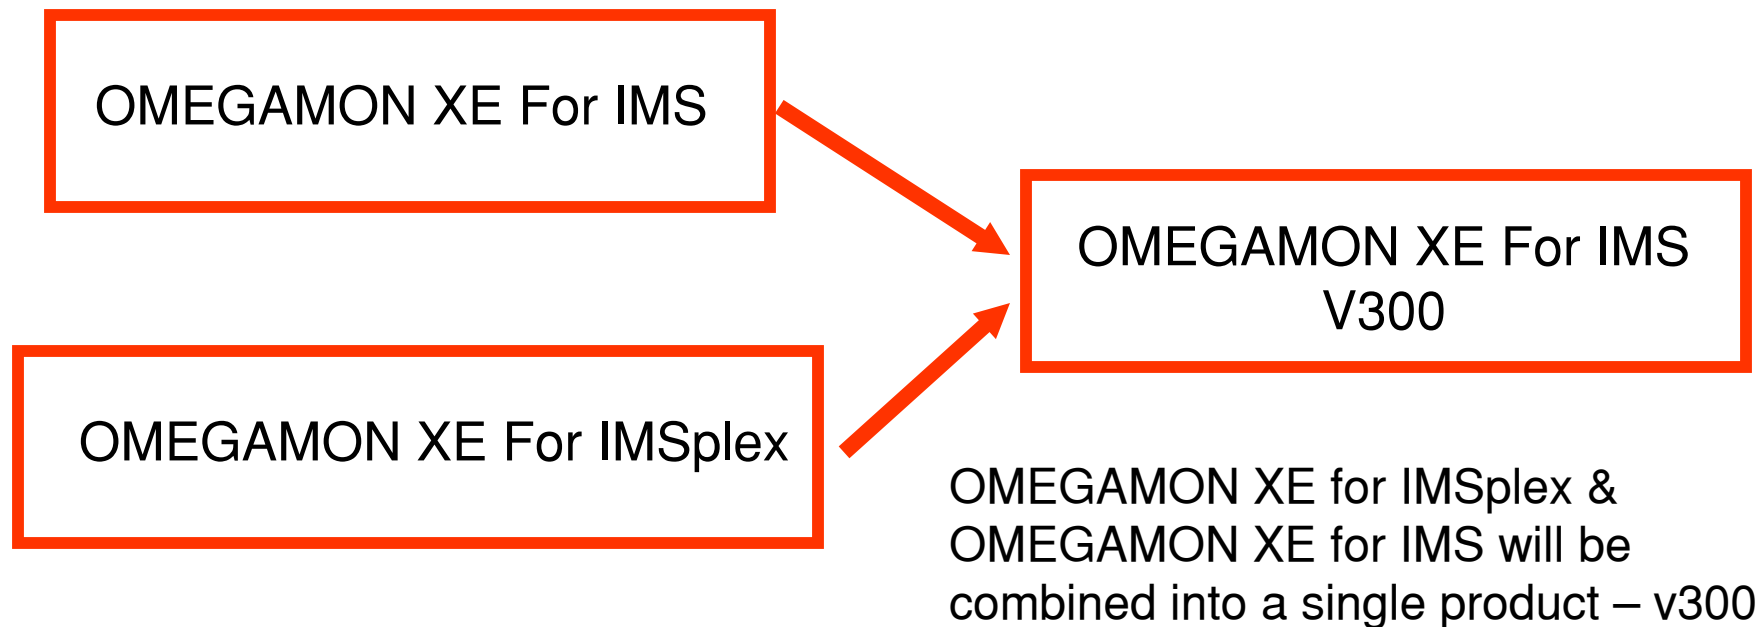 OMEGAMON XE For IMS
OMEGAMON XE For IMSplex
OMEGAMON XE For IMS
V300
OMEGAMON XE for IMSplex &
OMEGAMON XE for IMS will be
combined into a single product – v300